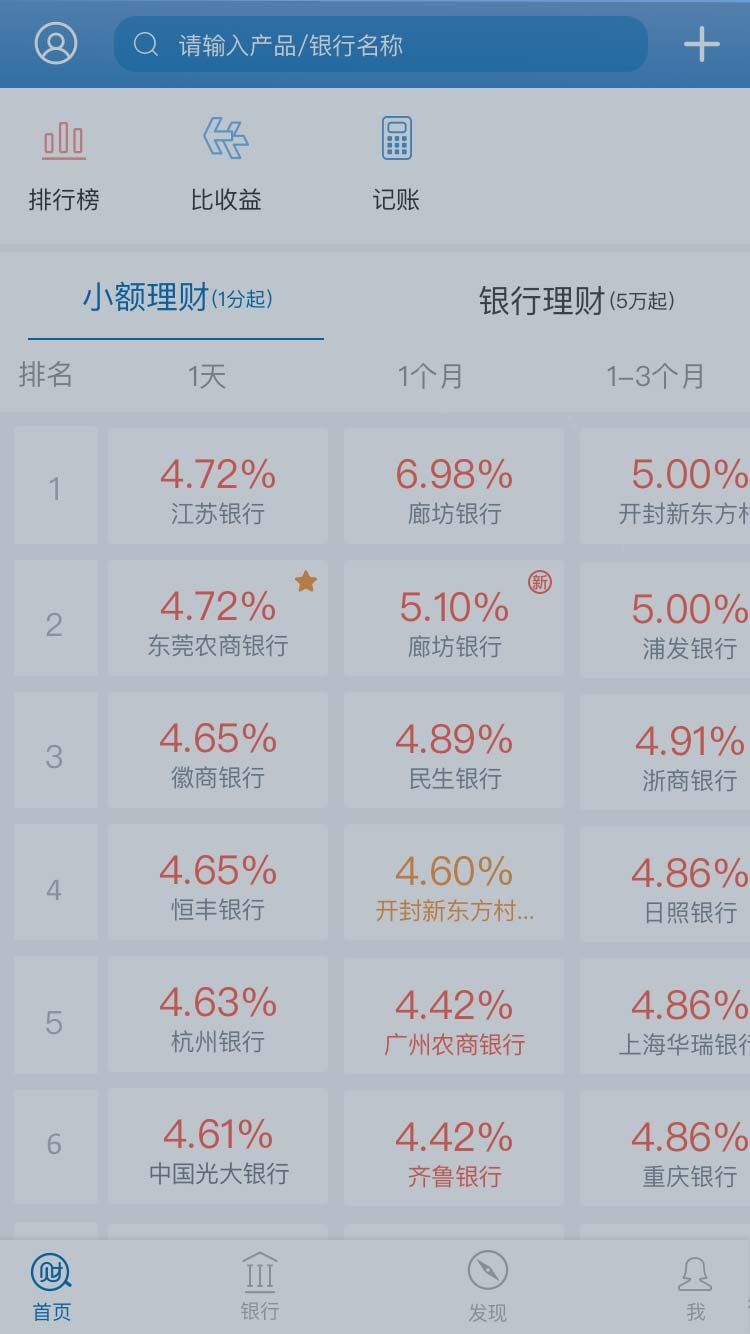 请输入产品/银行名称
排行榜 比收益 记账
小额理财(1分起) 银行理财(5万起)
排名 1天 1个月 1-3个月
1 4.72% 6.98% 5.00%
江苏银行 廊坊银行 开封新东方
新
2 4.72% 5.10% 5.00%
东莞农商银行 廊坊银行 浦发银行
3 4.65% 4.89% 4.91%
徽商银行 民生银行 浙商银行
4 4.65% 4.60% 4.86%
恒丰银行 开封新东方村... 日照银行
5 4.63% 4.42% 4.86%
杭州银行 广州农商银行 上海华瑞银
6 4.61% 4.42% 4.86%
中国光大银行 齐鲁银行 重庆银行
财
首页 银行 发现 我